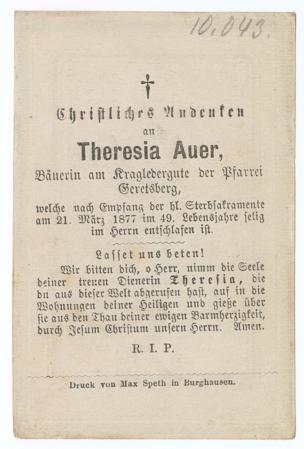 10.043.
†
Christliches Andenken
an
Theresia Auer,
Bäuerin am Kragledergute der Pfarrei
Geretsberg,
welche nach Empfang der hl. Sterbsakramente
am 21. März 1877 im 49. Lebensjahre selig
im Herrn entschlafen ist.
Lasset uns beten!
Wir bitten dich, o Herr, nimm die Seele
deiner treuen Dienerin Theresia, die
du aus dieser Welt abgerufen hast, auf in die
Wohnungen deiner Heiligen und gieße über
sie aus den Thau deiner ewigen Barmherzigkeit,
durch Jesum Christum unsern Herrn. Amen.
R. I. P.
Druck von Max Speth in Burghausen.